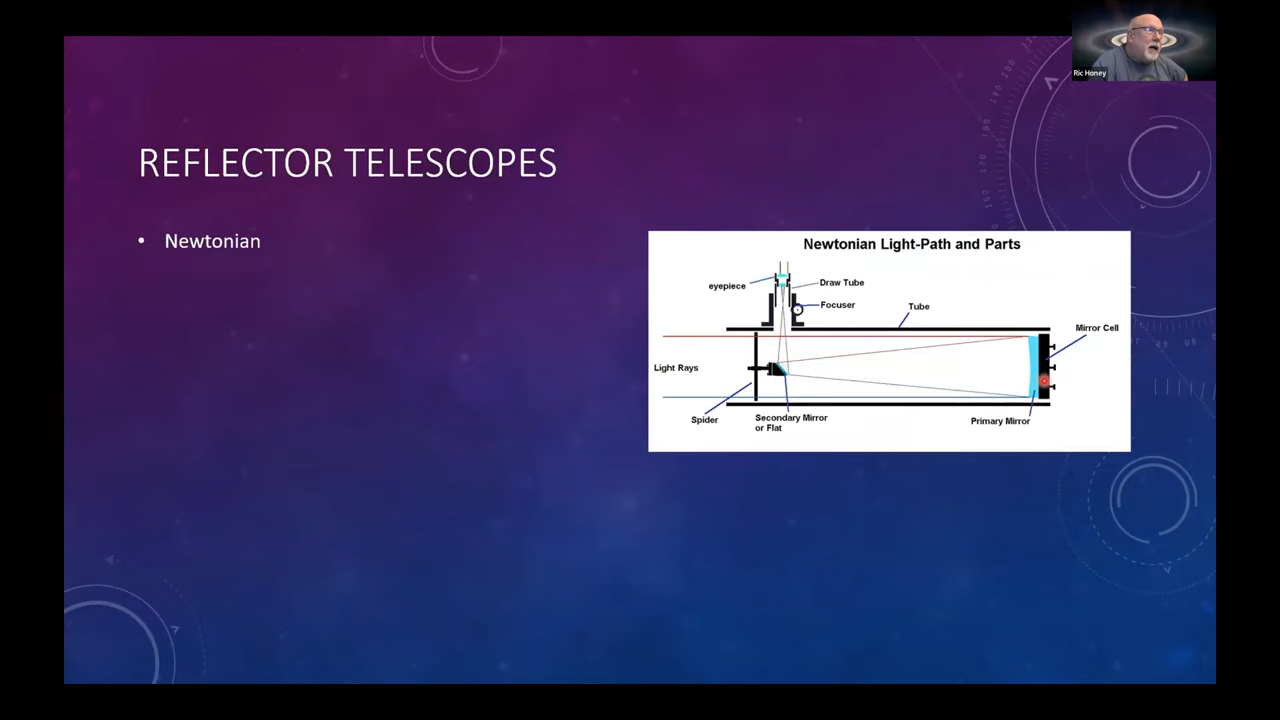 Ric Honey
REFLECTOR TELESCOPES
• Newtonian
Newtonian Light-Path and Parts
eyepiece
Draw Tube
Focuser
Tube
Mirror Cell
Light Rays
Spider
Secondary Mirror
or Flat
Primary Mirror